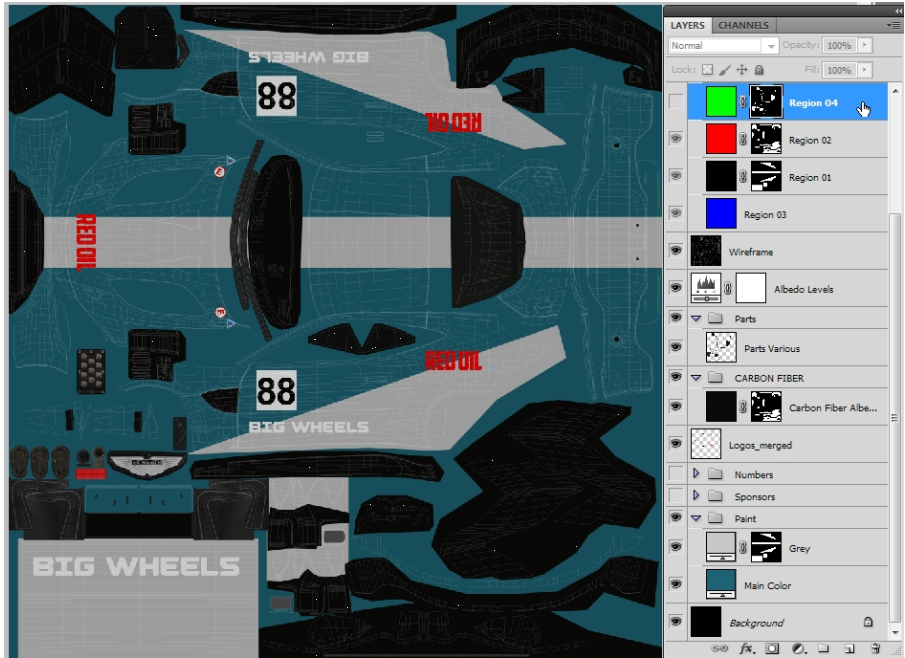 LAYERS CHANNELS
Normal Opacity: 100%
Lock: Fill: 100%
Region 04
Region 02
Region 01
Region 03
Wireframe
Albedo Levels
Parts
Parts Various
CARBON FIBER
Carbon Fiber Albe...
Logos_merged
Numbers
Sponsors
Paint
Grey
Main Color
Background
fx.
BIG WHEELS
88
RED OIL
RED OIL
E
E
RED OIL
88
BIG WHEELS
BIG WHEELS